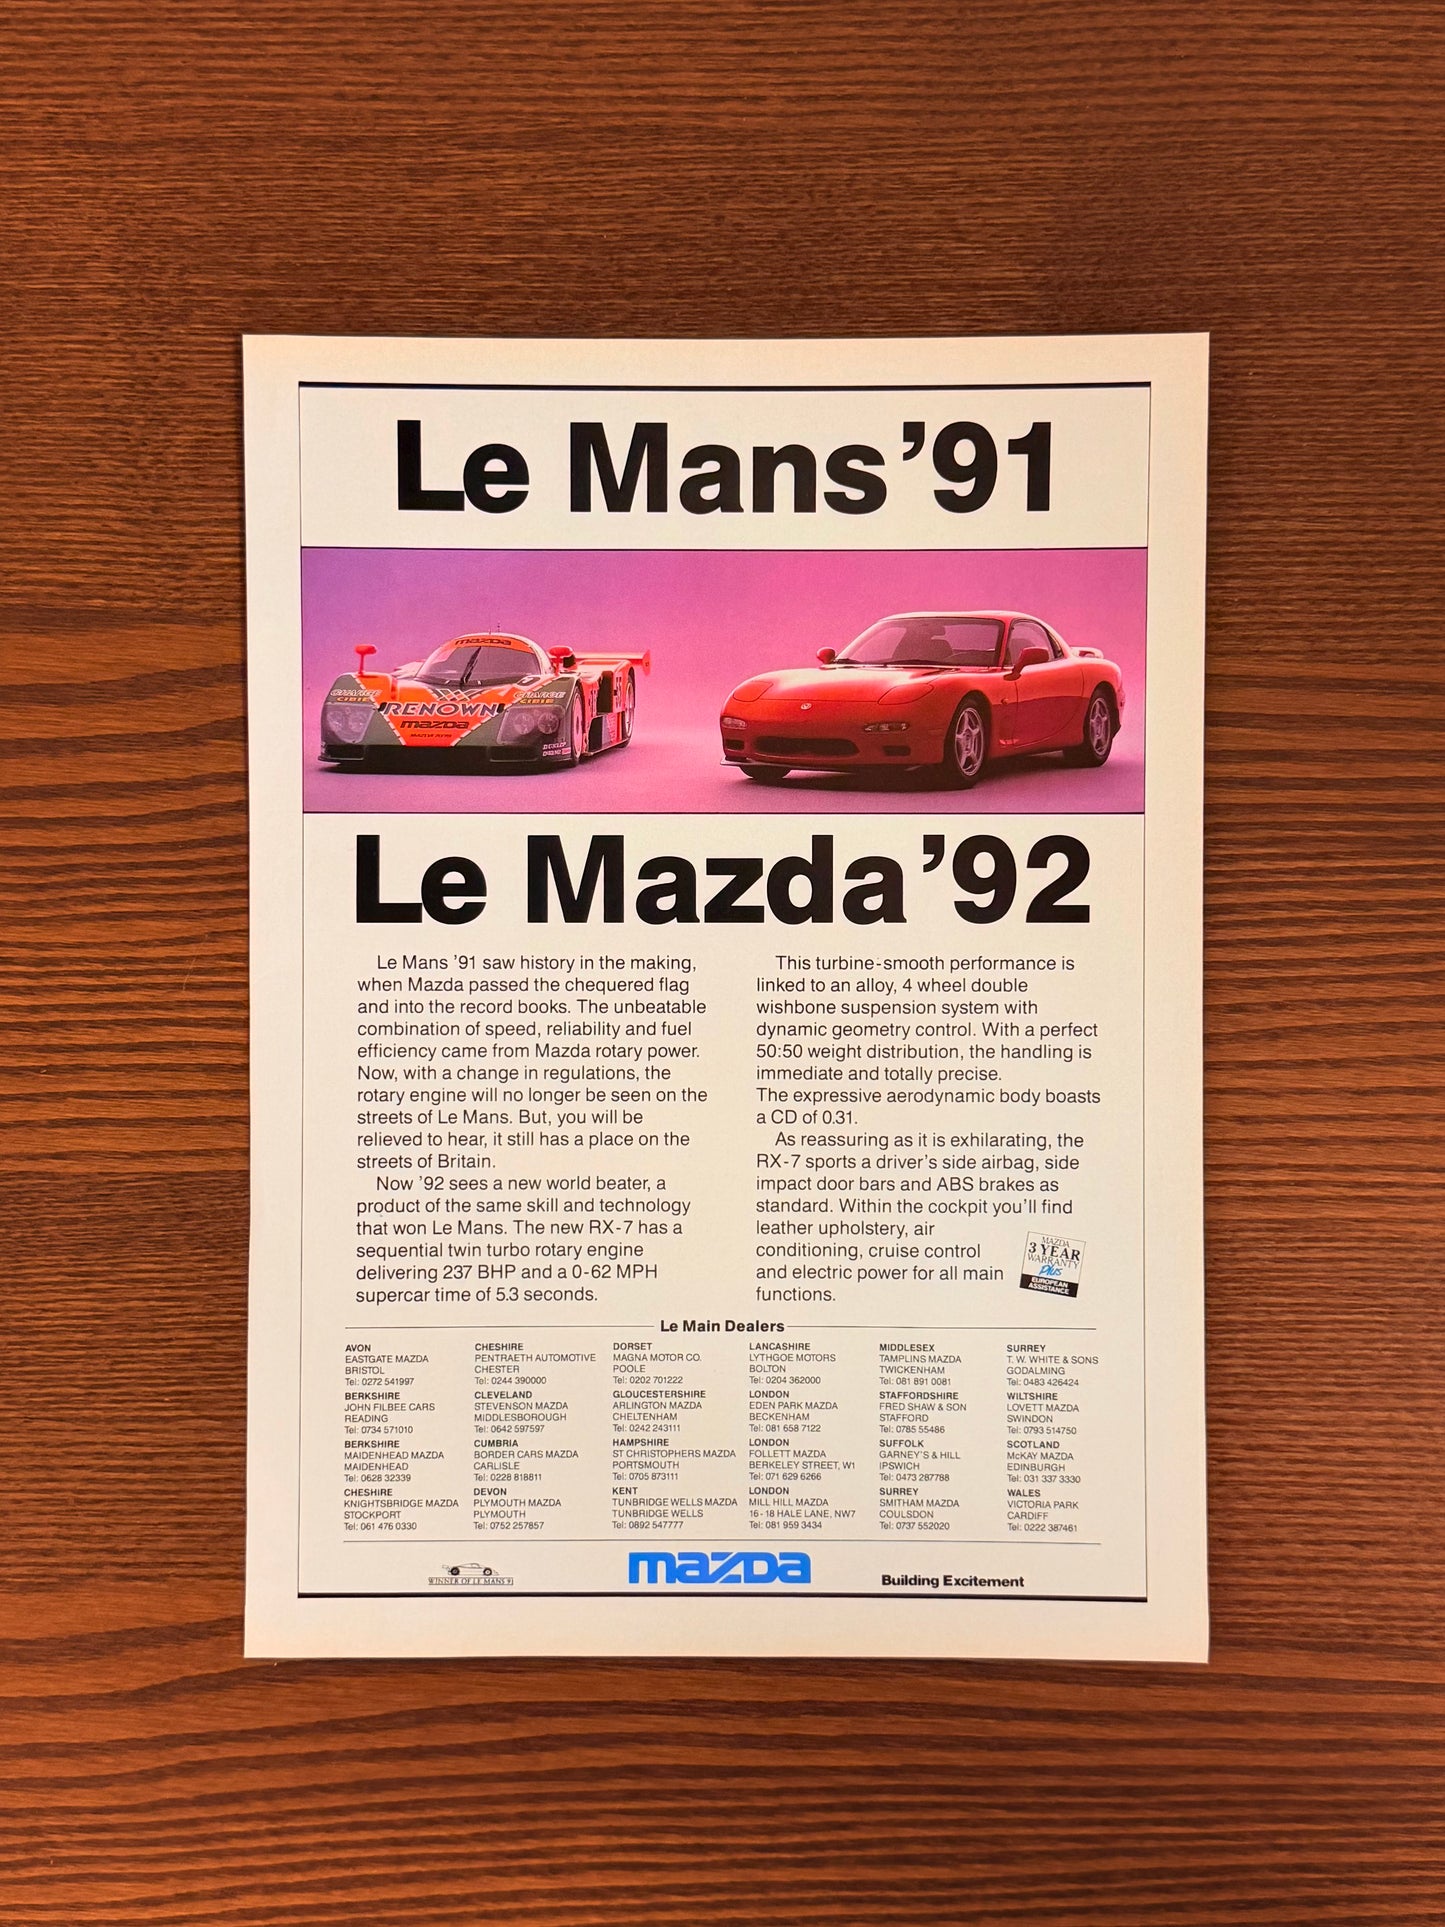 Le Mans ’91
mazda
CHARGE
CIBIE
RENOWN
mazda
CHARGE
CIBIE
DUNLOP
Le Mazda ’92
Le Mans ’91 saw history in the making,
when Mazda passed the chequered flag
and into the record books. The unbeatable
combination of speed, reliability and fuel
efficiency came from Mazda rotary power.
Now, with a change in regulations, the
rotary engine will no longer be seen on the
streets of Le Mans. But, you will be
relieved to hear, it still has a place on the
streets of Britain.
Now ’92 sees a new world beater, a
product of the same skill and technology
that won Le Mans. The new RX-7 has a
sequential twin turbo rotary engine
delivering 237 BHP and a 0-62 MPH
supercar time of 5.3 seconds.
This turbine-smooth performance is
linked to an alloy, 4 wheel double
wishbone suspension system with
dynamic geometry control. With a perfect
50:50 weight distribution, the handling is
immediate and totally precise.
The expressive aerodynamic body boasts
a CD of 0.31.
As reassuring as it is exhilarating, the
RX-7 sports a driver’s side airbag, side
impact door bars and ABS brakes as
standard. Within the cockpit you’ll find
leather upholstery, air
conditioning, cruise control
and electric power for all main
functions.
MAZDA
3 YEAR
WARRANTY
Plus
EUROPEAN
ASSISTANCE
Le Main Dealers
AVON
EASTGATE MAZDA
BRISTOL
Tel: 0272 541997
BERKSHIRE
JOHN FILBEE CARS
READING
Tel: 0734 571010
BERKSHIRE
MAIDENHEAD MAZDA
MAIDENHEAD
Tel: 0628 32339
CHESHIRE
KNIGHTSBRIDGE MAZDA
STOCKPORT
Tel: 061 476 0330
CHESHIRE
PENTRAETH AUTOMOTIVE
CHESTER
Tel: 0244 390000
CLEVELAND
STEVENSON MAZDA
MIDDLESBOROUGH
Tel: 0642 597597
CUMBRIA
BORDER CARS MAZDA
CARLISLE
Tel: 0228 818811
DEVON
PLYMOUTH MAZDA
PLYMOUTH
Tel: 0752 257857
DORSET
MAGNA MOTOR CO.
POOLE
Tel: 0202 701222
GLOUCESTERSHIRE
ARLINGTON MAZDA
CHELTENHAM
Tel: 0242 243111
HAMPSHIRE
ST CHRISTOPHERS MAZDA
PORTSMOUTH
Tel: 0705 873111
KENT
TUNBRIDGE WELLS MAZDA
TUNBRIDGE WELLS
Tel: 0892 547777
LANCASHIRE
LYTHGOE MOTORS
BOLTON
Tel: 0204 362000
LONDON
EDEN PARK MAZDA
BECKENHAM
Tel: 081 658 7122
LONDON
FOLLETT MAZDA
BERKELEY STREET, W1
Tel: 071 629 6266
LONDON
MILL HILL MAZDA
16-18 HALE LANE, NW7
Tel: 081 959 3434
MIDDLESEX
TAMPLINS MAZDA
TWICKENHAM
Tel: 081 891 0081
STAFFORDSHIRE
FRED SHAW & SON
STAFFORD
Tel: 0785 55486
SUFFOLK
GARNEY’S & HILL
IPSWICH
Tel: 0473 287788
SURREY
SMITHAM MAZDA
COULSDON
Tel: 0737 552020
SURREY
T. W. WHITE & SONS
GODALMING
Tel: 0483 426424
WILTSHIRE
LOVETT MAZDA
SWINDON
Tel: 0793 514750
SCOTLAND
McKAY MAZDA
EDINBURGH
Tel: 031 337 3330
WALES
VICTORIA PARK
CARDIFF
Tel: 0222 387461
WINNER OF LE MANS 91
mazda
Building Excitement